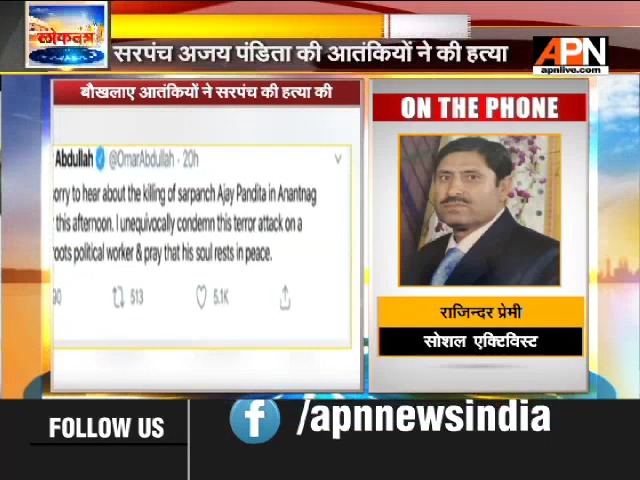 लोकतंत्र
सरपंच अजय पंडिता की आतंकियों ने की हत्या
APN
apnlive.com
बौखलाए आतंकियों ने सरपंच की हत्या की
ON THE PHONE
Abdullah @OmarAbdullah · 20h
orry to hear about the killing of sarpanch Ajay Pandita in Anantnag
this afternoon. I unequivocally condemn this terror attack on a
roots political worker & pray that his soul rests in peace.
90 513 5.1K
राजिन्दर प्रेमी
सोशल एक्टिविस्ट
FOLLOW US
f /apnnewsindia